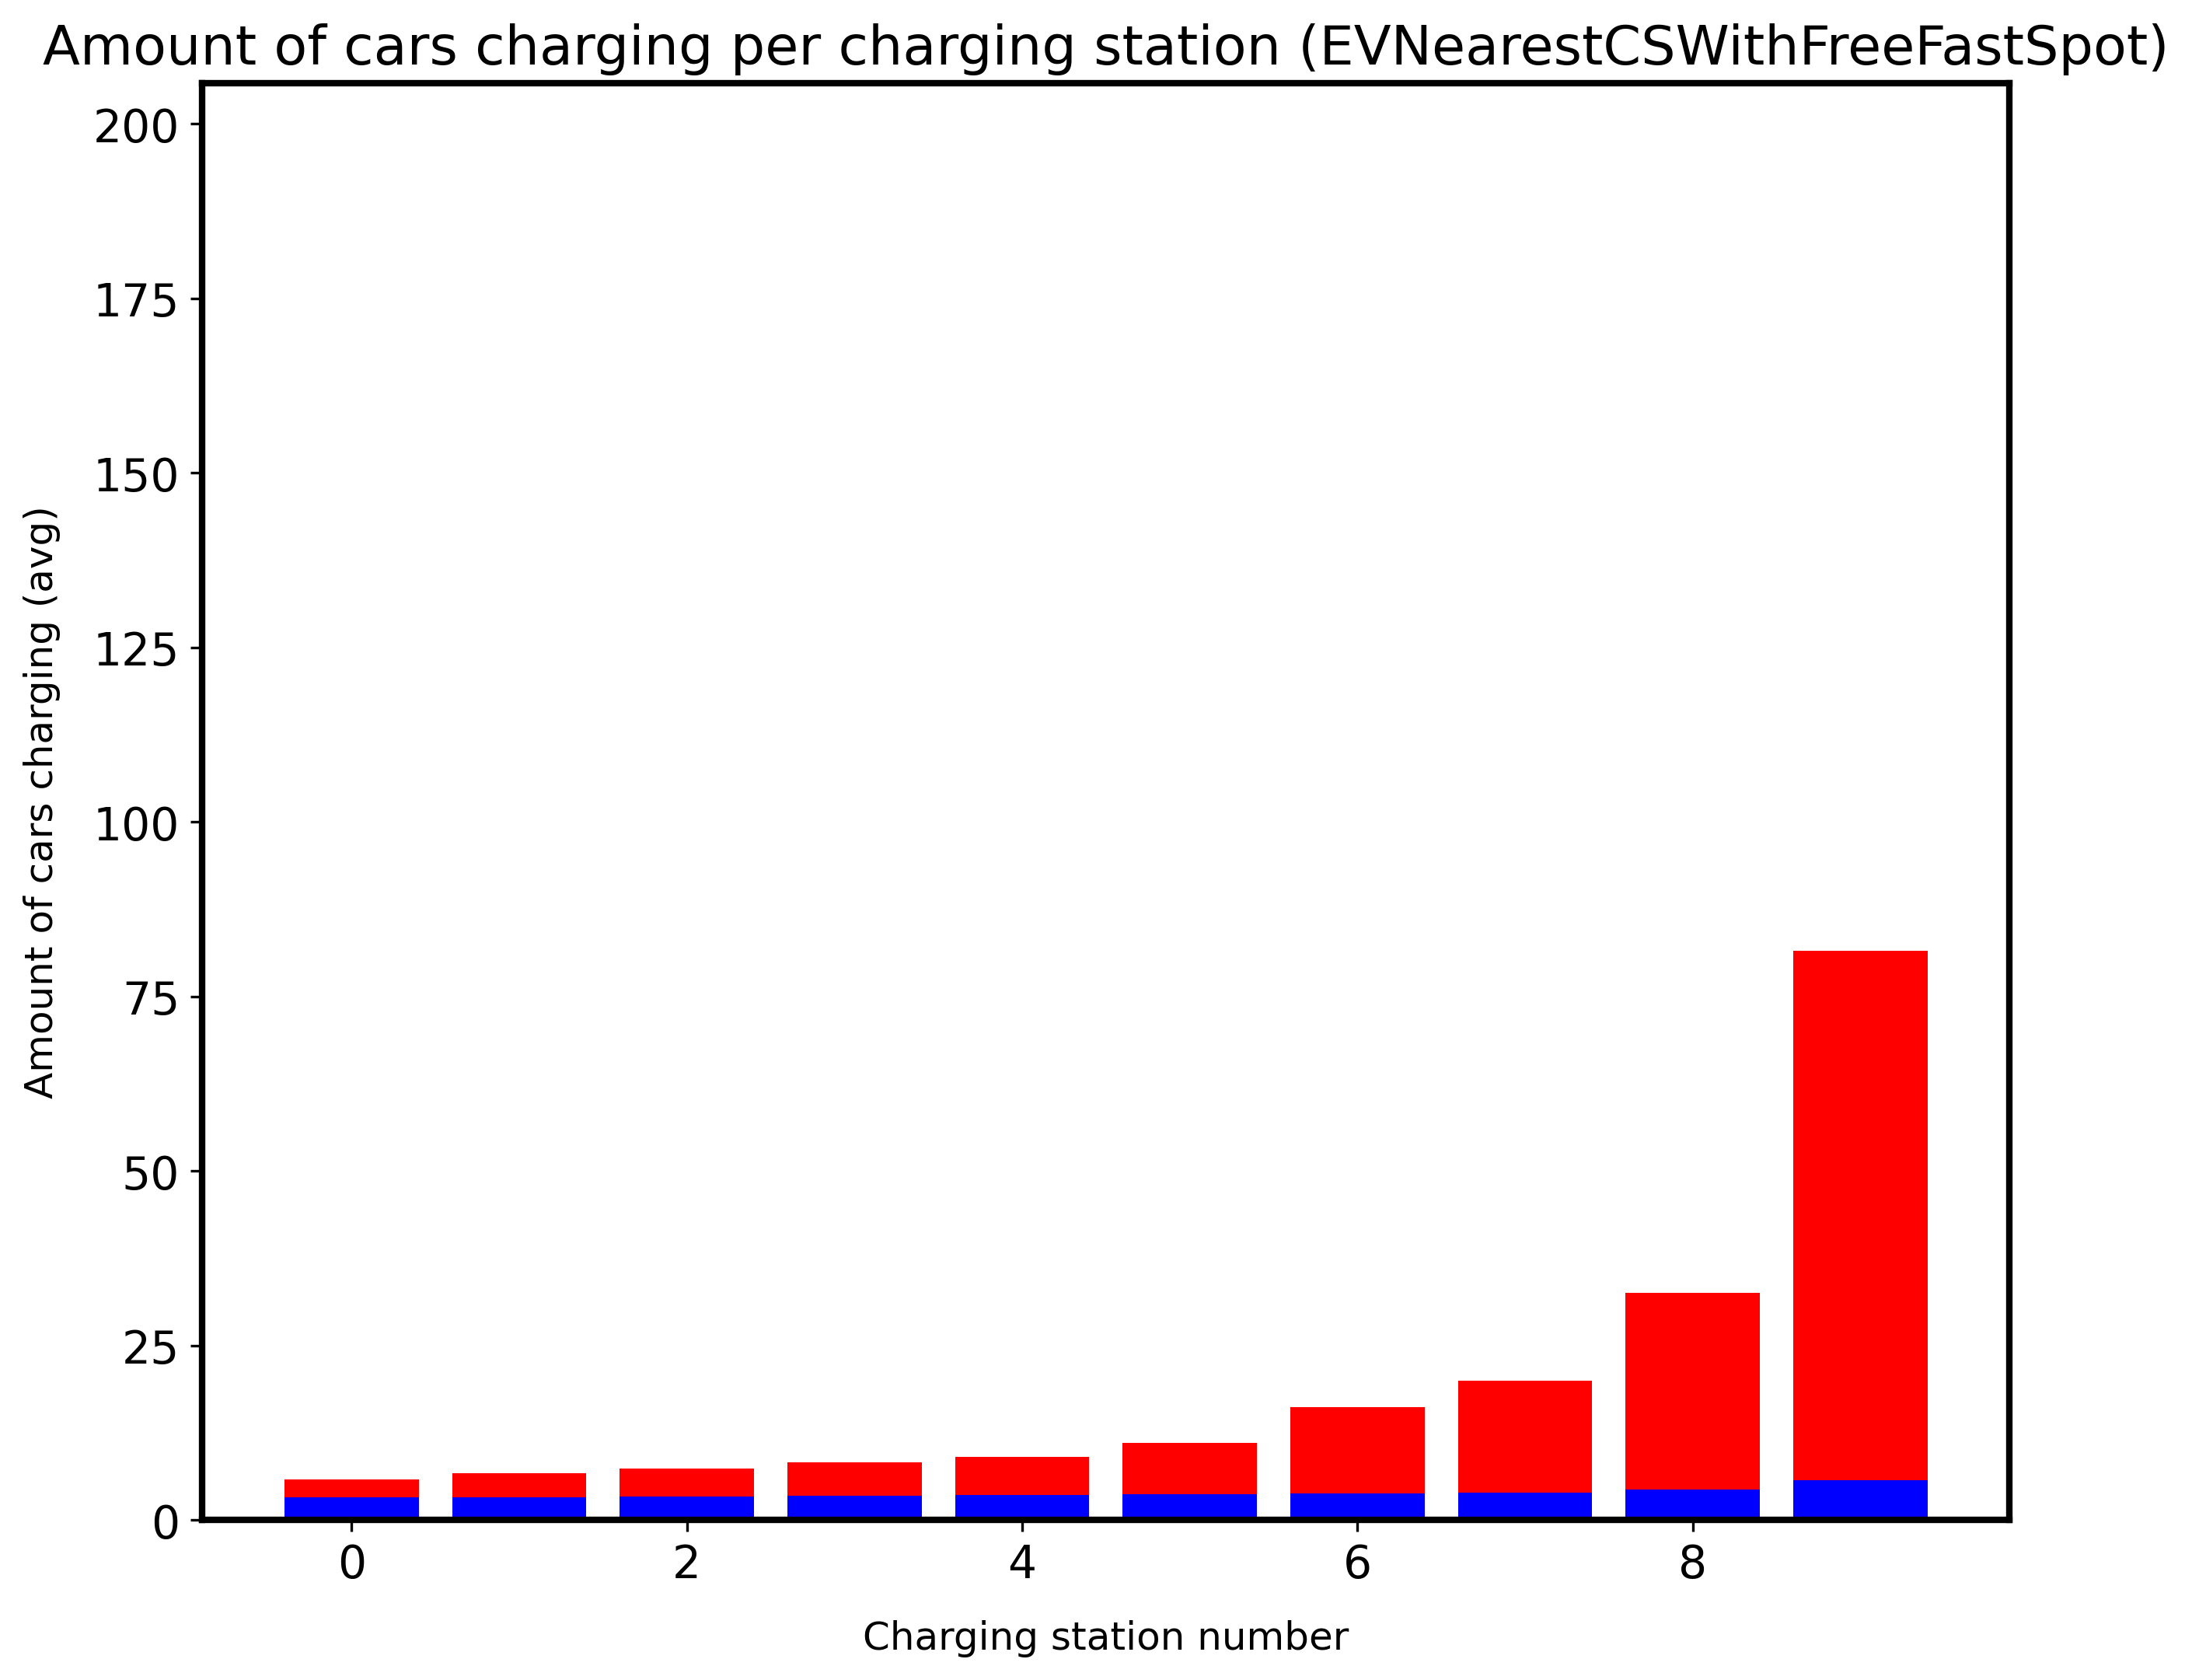 Amount of cars charging per charging station (EVNearestCSWithFreeFastSpot)
200
175
150
125
100
75
50
25
0
Amount of cars charging (avg)
0 2 4 6 8
Charging station number